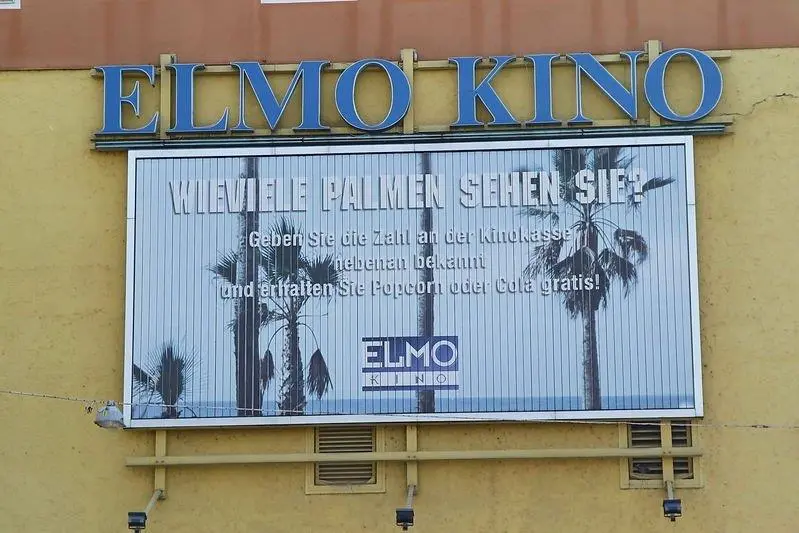 ELMO KINO
WIEVIELE PALMEN SEHEN SIE?
Geben Sie die Zahl an der Kinokasse
nebenan bekannt
und erhalten Sie Popcorn oder Cola gratis!
ELMO
KINO